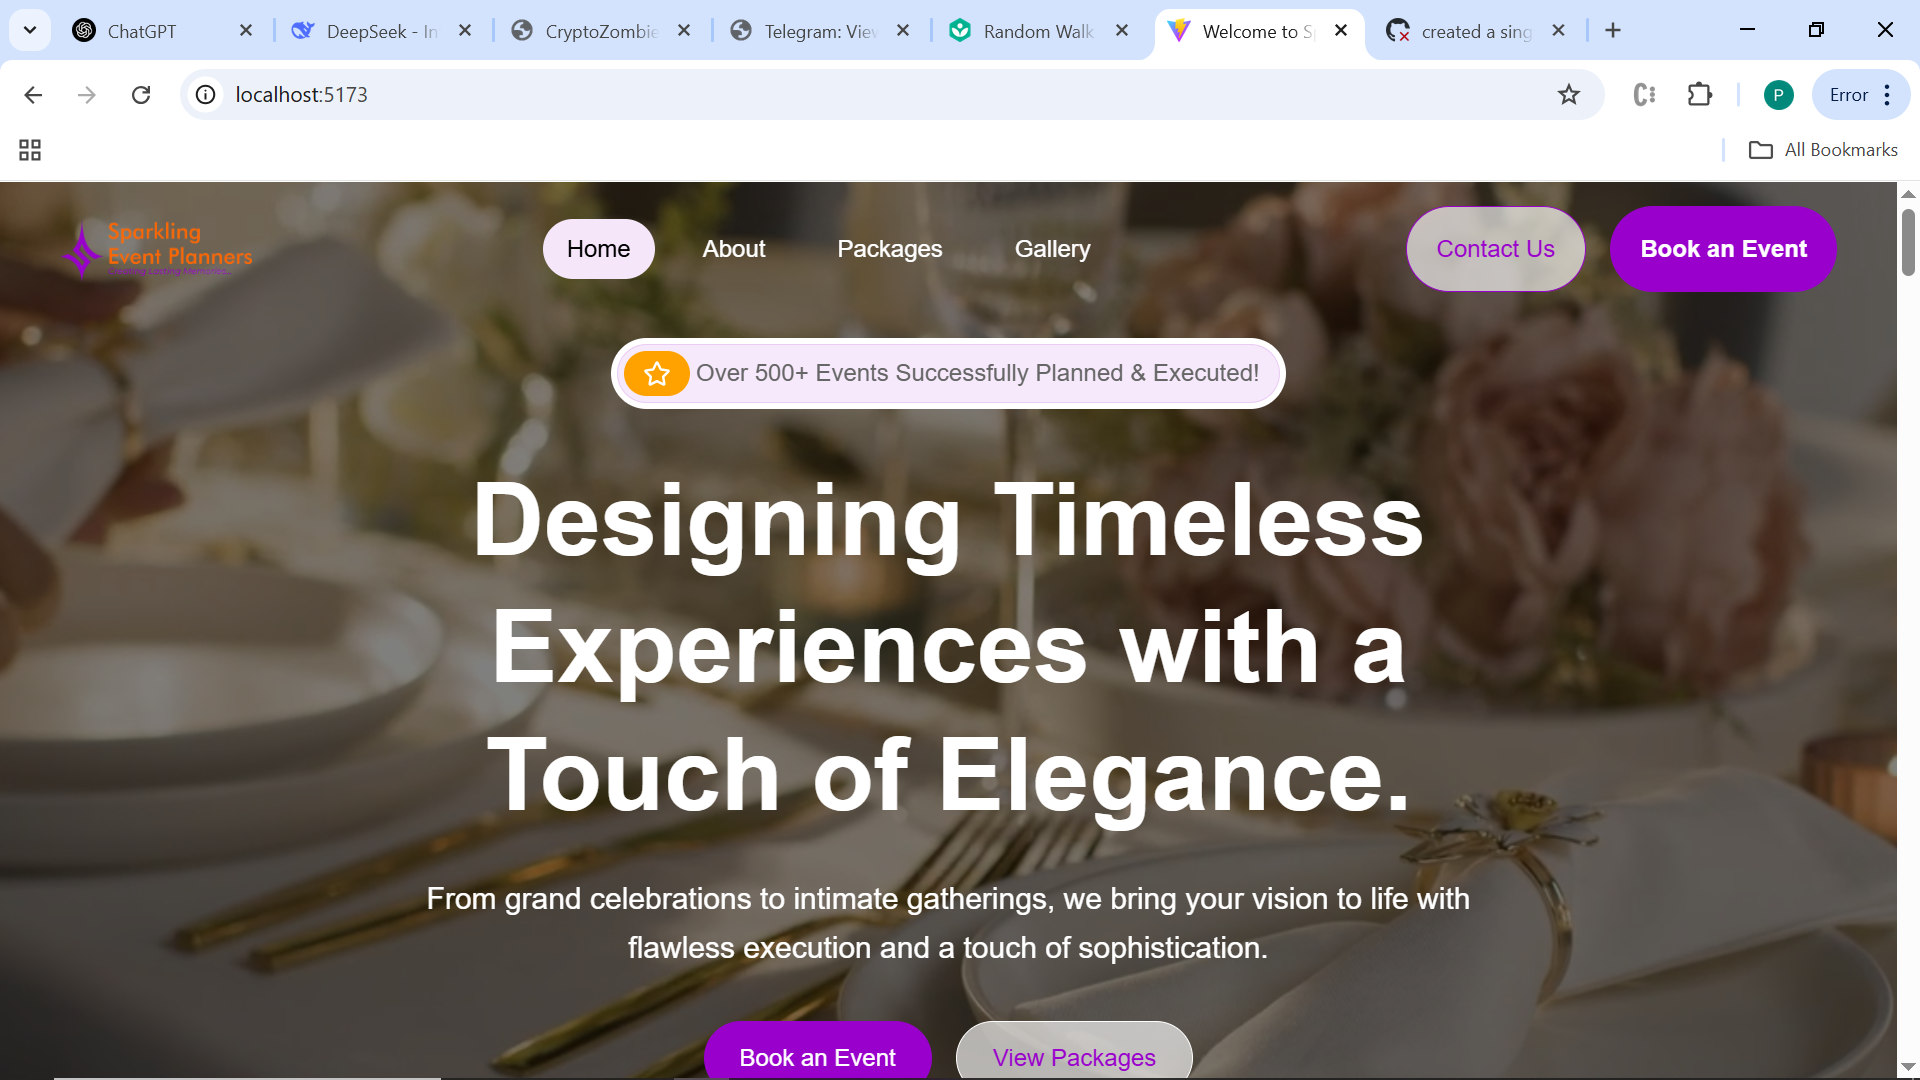 ChatGPT
DeepSeek - In
CryptoZombie
Telegram: View
Random Walk
Welcome to S
created a sing
localhost:5173
P
Error
All Bookmarks
Sparkling
Event Planners
Creating Lasting Memories...
Home
About
Packages
Gallery
Contact Us
Book an Event
Over 500+ Events Successfully Planned & Executed!
Designing Timeless
Experiences with a
Touch of Elegance.
From grand celebrations to intimate gatherings, we bring your vision to life with
flawless execution and a touch of sophistication.
Book an Event
View Packages